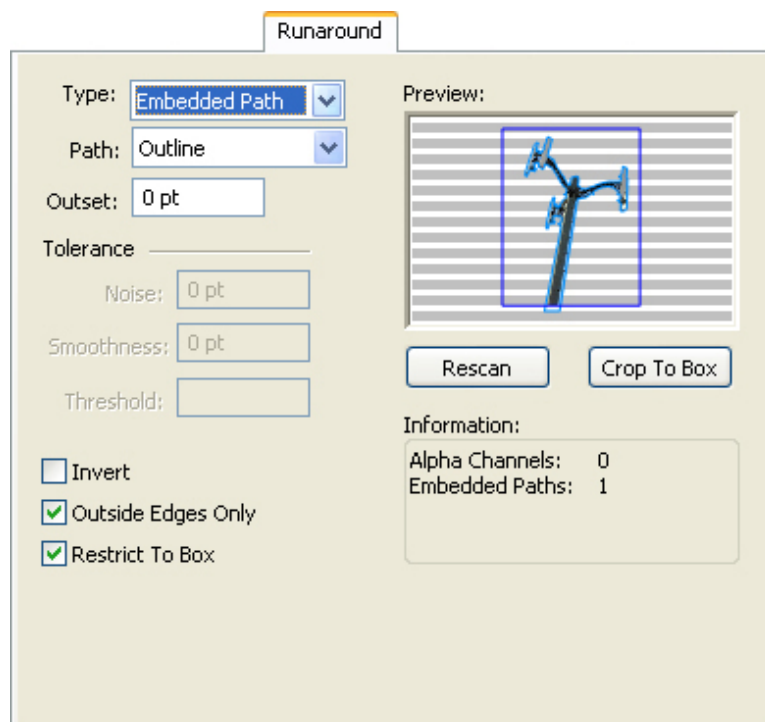 Runaround
Type: Embedded Path
Path: Outline
Outset: 0 pt
Tolerance
Noise: 0 pt
Smoothness: 0 pt
Threshold:
Invert
Outside Edges Only
Restrict To Box
Preview:
Rescan
Crop To Box
Information:
Alpha Channels: 0
Embedded Paths: 1